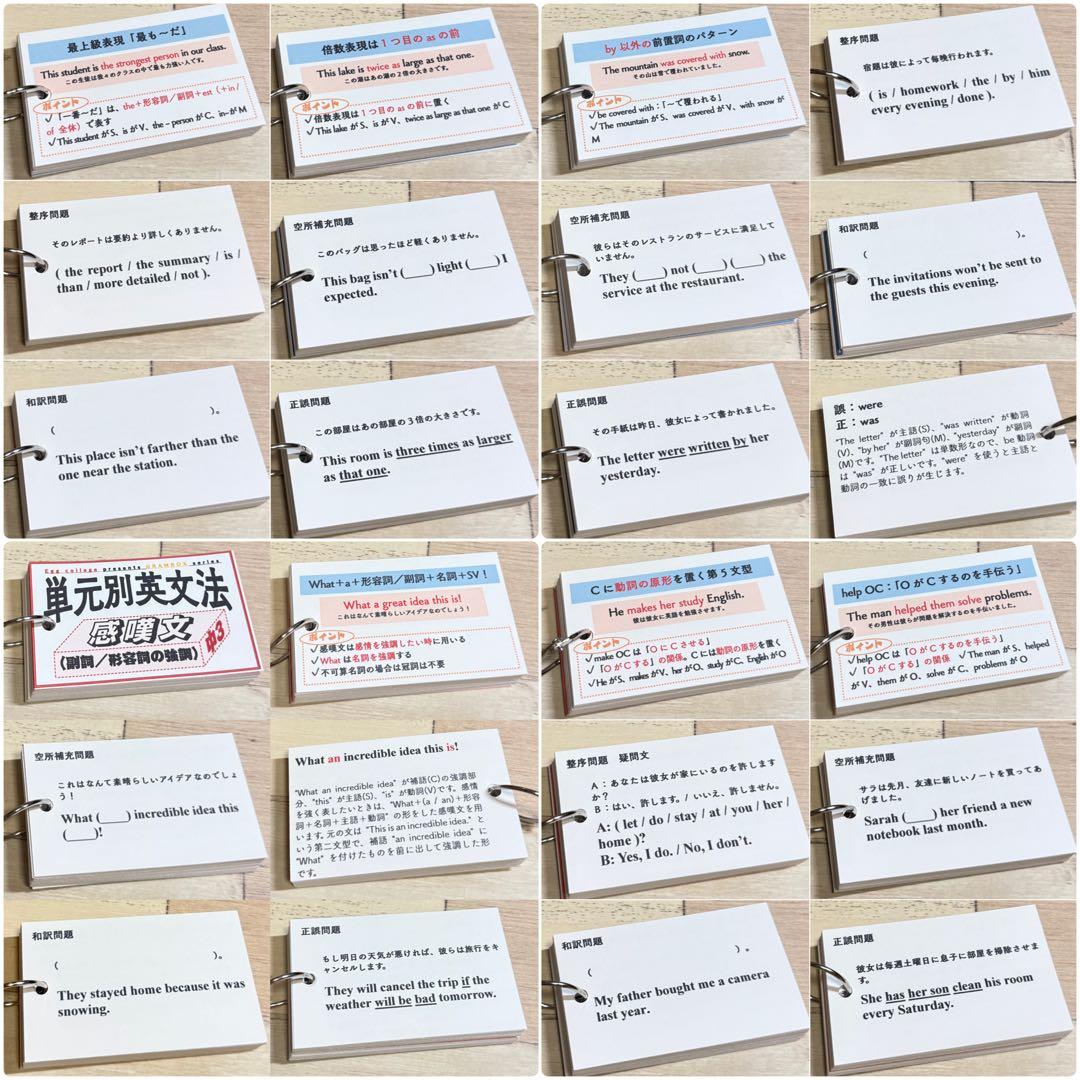 最上級表現「最も～だ」
This student is the strongest person in our class.
この生徒は我々のクラスの中で最も力強い人です。
ポイント
✓「一番～だ」は、the＋形容詞／副詞＋est（＋in /
of 全体）で表す
✓This student が S、is が V、the ~ person が C、in~が M
倍数表現は１つ目の as の前
This lake is twice as large as that one.
この湖はあの湖の２倍の大きさです。
ポイント
✓倍数表現は１つ目の as の前に置く
✓This lake が S、is が V、twice as large as that one が C
by 以外の前置詞のパターン
The mountain was covered with snow.
その山は雪で覆われていました。
ポイント
✓be covered with：「～で覆われる」
✓The mountain が S、was covered が V、with snow が
M
整序問題
宿題は彼によって毎晩行われます。
( is / homework / the / by / him
every evening / done ).
整序問題
そのレポートは要約より詳しくありません。
( the report / the summary / is /
than / more detailed / not ).
空所補充問題
このバッグは思ったほど軽くありません。
This bag isn't (___) light (___) I
expected.
空所補充問題
彼らはそのレストランのサービスに満足して
いません。
They (___) not (___) (___) the
service at the restaurant.
和訳問題
(　　　　　　　　　　)。
The invitations won't be sent to
the guests this evening.
和訳問題
(　　　　　　　　　　)。
This place isn't farther than the
one near the station.
正誤問題
この部屋はあの部屋の３倍の大きさです。
This room is three times as larger
as that one.
正誤問題
その手紙は昨日、彼女によって書かれました。
The letter were written by her
yesterday.
誤：were
正：was
"The letter" が主語(S)、"was written" が動詞
(V)、"by her" が副詞句(M)、"yesterday" が副詞
(M)です。"The letter" は単数形なので、be 動詞
は "was" が正しいです。"were" を使うと主語と
動詞の一致に誤りが生じます。
Egg college presents GRAMBOX series
単元別英文法
感嘆文
(副詞／形容詞の強調)
中3
What＋a＋形容詞／副詞＋名詞＋SV！
What a great idea this is!
これはなんて素晴らしいアイデアなのでしょう！
ポイント
✓感嘆文は感情を強調したい時に用いる
✓What は名詞を強調する
✓不可算名詞の場合は冠詞は不要
C に動詞の原形を置く第５文型
He makes her study English.
彼は彼女に英語を勉強させます。
ポイント
✓make OC は「O に C させる」
✓「O が C する」の関係。C には動詞の原形を置く
✓He が S、makes が V、her が O、study が C、English が O
help OC：「O が C するのを手伝う」
The man helped them solve problems.
その男性は彼らが問題を解決するのを手伝いました。
ポイント
✓help OC は「O が C するのを手伝う」
✓「O が C する」の関係 ✓The man が S、helped
が V、them が O、solve が C、problems が O
空所補充問題
これはなんて素晴らしいアイデアなのでしょ
う！
What (___) incredible idea this
(___)!
What an incredible idea this is!
"What an incredible idea" が補語(C)の強調部
分、"this" が主語(S)、"is" が動詞(V)です。感情
を強く表したいときは、"What＋(a / an)＋形容
詞＋名詞＋主語＋動詞" の形をした感嘆文を用
います。元の文は "This is an incredible idea." と
いう第二文型で、補語 "an incredible idea" に
"What" を付けたものを前に出して強調した形
です。
整序問題　疑問文
A：あなたは彼女が家にいるのを許します
か？
B：はい、許します。/ いいえ、許しません。
A: ( let / do / stay / at / you / her /
home )?
B: Yes, I do. / No, I don't.
空所補充問題
サラは先月、友達に新しいノートを買ってあ
げました。
Sarah (___) her friend a new
notebook last month.
和訳問題
(　　　　　　　　　　)。
They stayed home because it was
snowing.
正誤問題
もし明日の天気が悪ければ、彼らは旅行をキ
ャンセルします。
They will cancel the trip if the
weather will be bad tomorrow.
和訳問題
(　　　　　　　　　　)。
My father bought me a camera
last year.
正誤問題
彼女は毎週土曜日に息子に部屋を掃除させま
す。
She has her son clean his room
every Saturday.